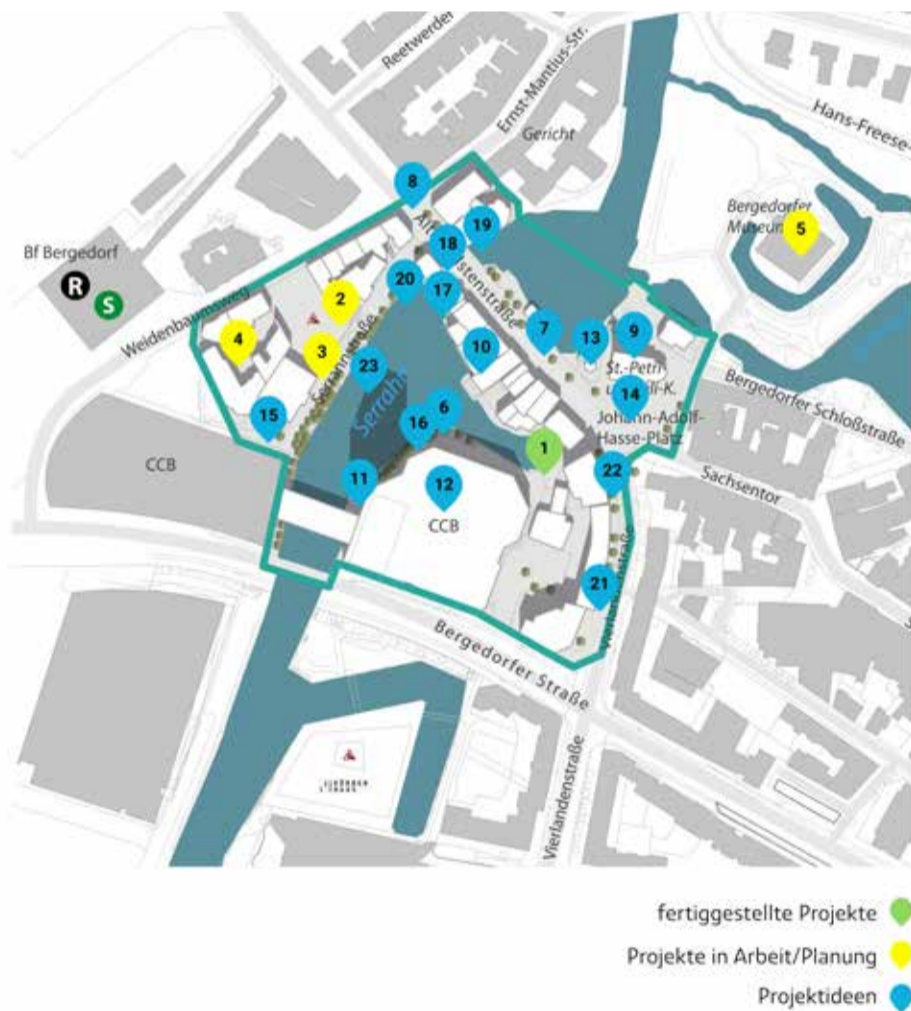 Reetwerder
Ernst-Mantius-Str.
Gericht
Hans-Freese-
8
Bergedorfer
Museum
5
19
18
Bf Bergedorf
R
S
20
17
2
Weidenbaumsweg
7
13
9
4
3
10
23
St.-Petri
Serrahn
14
Bergedorfer Schloßstraße
15
16
6
Johann-Adolf-
Hasse-Platz
1
CCB
22
Sachsentor
11
12
CCB
21
Bergedorfer Straße
Vierlandenstraße
fertiggestellte Projekte
Projekte in Arbeit/Planung
Projektideen